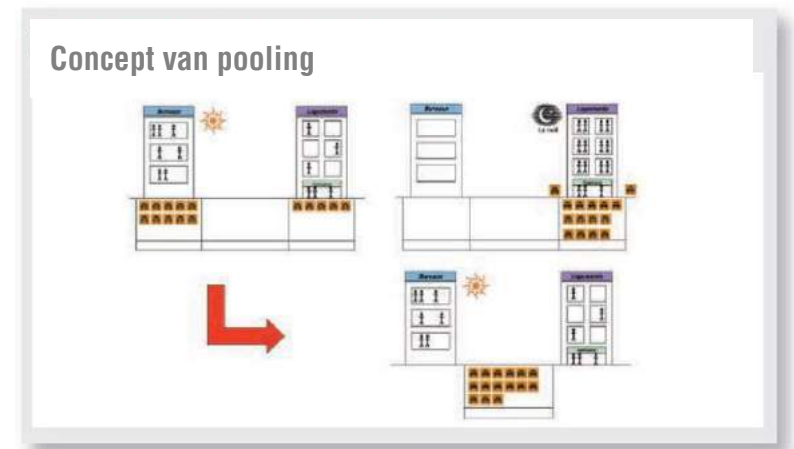 Concept van pooling
Bureaux
Logements
Bureaux
La nuit
Logements
Bureaux
Logements